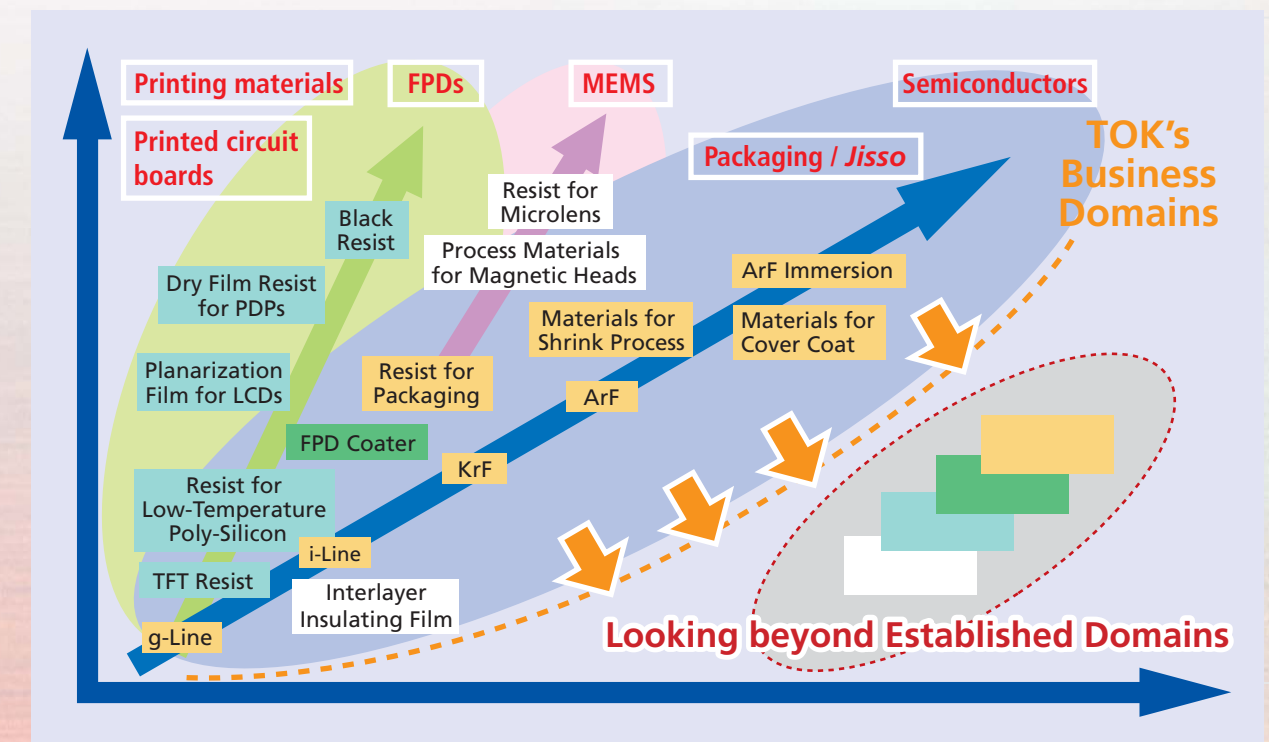 Printing materials
FPDs
MEMS
Semiconductors
Printed circuit
boards
Packaging / Jisso
TOK's
Business
Domains
Resist for
Microlens
Black
Resist
Process Materials
for Magnetic Heads
ArF Immersion
Dry Film Resist
for PDPs
Materials for
Shrink Process
Materials for
Cover Coat
Planarization
Film for LCDs
Resist for
Packaging
ArF
FPD Coater
KrF
Resist for
Low-Temperature
Poly-Silicon
i-Line
TFT Resist
Interlayer
Insulating Film
g-Line
Looking beyond Established Domains